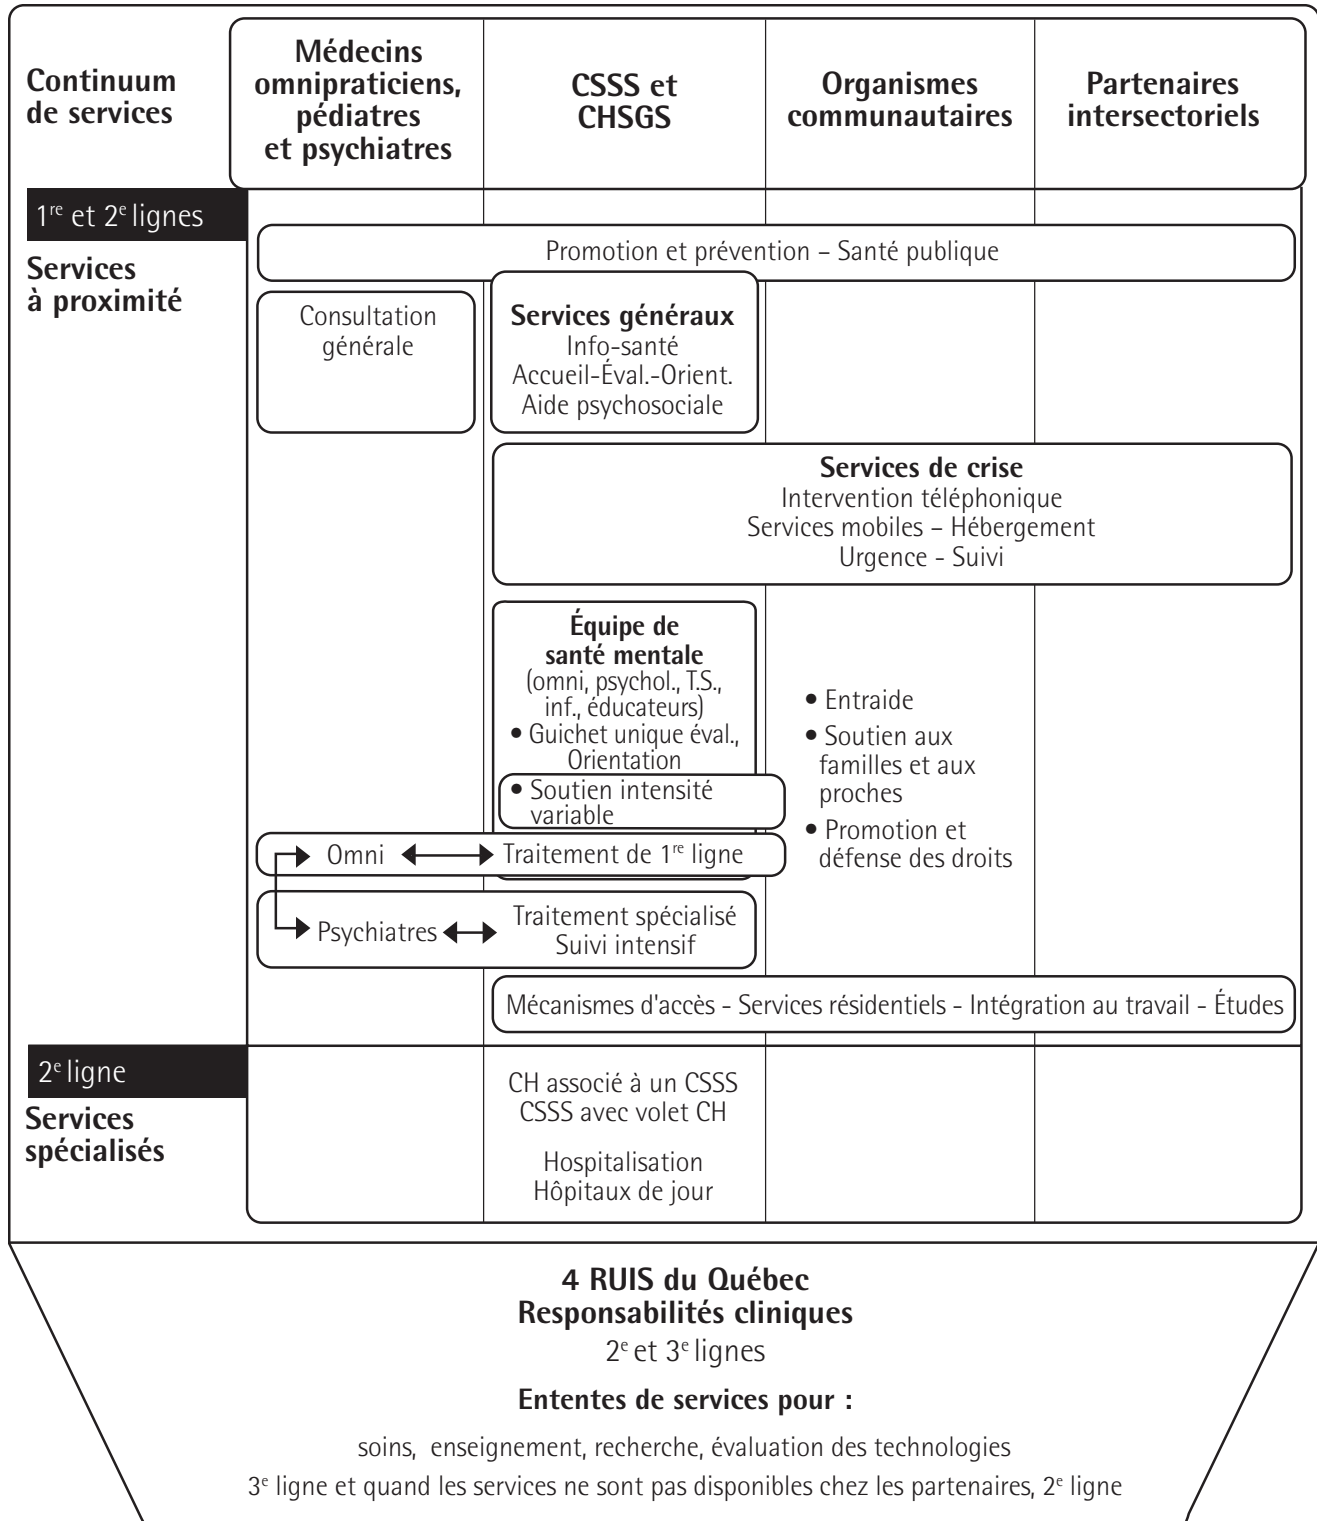 Continuum
de services
Médecins
omnipraticiens,
pédiatres
et psychiatres
CSSS et
CHSGS
Organismes
communautaires
Partenaires
intersectoriels
1re et 2e lignes
Services
à proximité
Promotion et prévention – Santé publique
Consultation
générale
Services généraux
Info-santé
Accueil-Éval.-Orient.
Aide psychosociale
Services de crise
Intervention téléphonique
Services mobiles – Hébergement
Urgence - Suivi
Équipe de
santé mentale
(omni, psychol., T.S.,
inf., éducateurs)
• Guichet unique éval.,
Orientation
• Soutien intensité
variable
• Entraide
• Soutien aux
familles et aux
proches
• Promotion et
défense des droits
Omni
Traitement de 1re ligne
Psychiatres
Traitement spécialisé
Suivi intensif
Mécanismes d'accès - Services résidentiels - Intégration au travail - Études
2e ligne
Services
spécialisés
CH associé à un CSSS
CSSS avec volet CH
Hospitalisation
Hôpitaux de jour
4 RUIS du Québec
Responsabilités cliniques
2e et 3e lignes
Ententes de services pour :
soins, enseignement, recherche, évaluation des technologies
3e ligne et quand les services ne sont pas disponibles chez les partenaires, 2e ligne